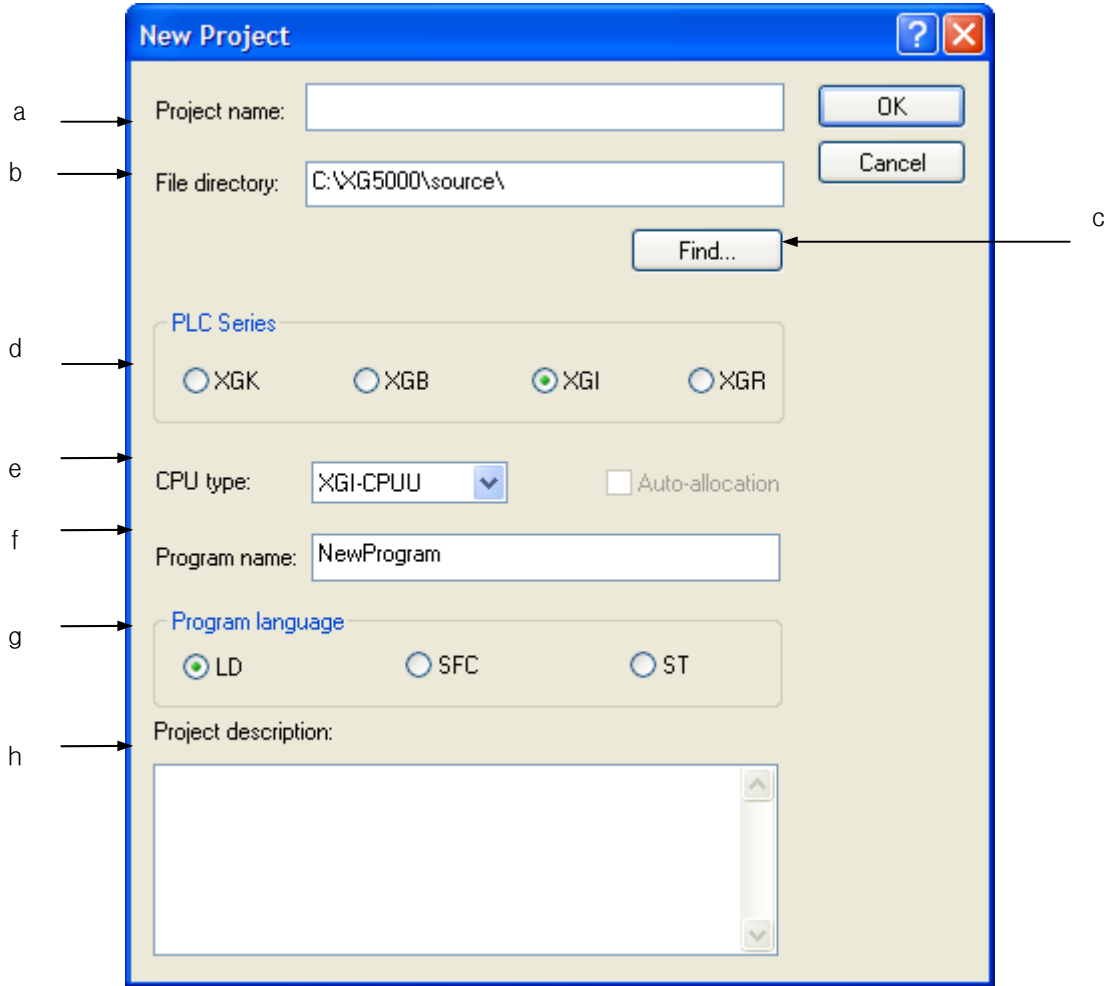 New Project
a
Project name:
OK
b
File directory:
C:\XG5000\source\
Cancel
c
Find...
d
PLC Series
XGK
XGB
XGI
XGR
e
CPU type:
XGI-CPUU
Auto-allocation
f
Program name:
NewProgram
g
Program language
LD
SFC
ST
h
Project description: